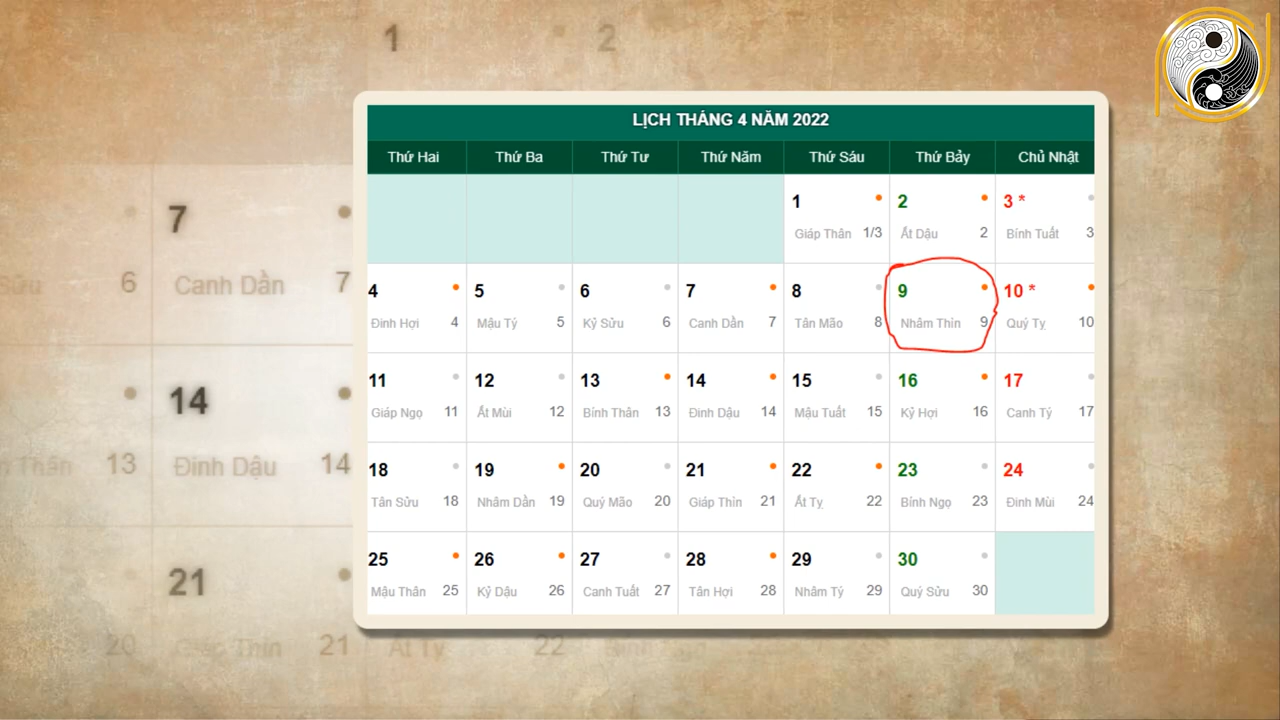 1 2
LỊCH THÁNG 4 NĂM 2022
Thứ Hai Thứ Ba Thứ Tư Thứ Năm Thứ Sáu Thứ Bảy Chủ Nhật
1 2 3 *
Giáp Thân 1/3 Ất Dậu 2 Bính Tuất 3
7
6 Canh Dần 7
4 5 6 7 8 9 10 *
Đinh Hợi 4 Mậu Tý 5 Kỷ Sửu 6 Canh Dần 7 Tân Mão 8 Nhâm Thìn 9 Quý Tỵ 10
14
Thân 13 Đinh Dậu 14
11 12 13 14 15 16 17
Giáp Ngọ 11 Ất Mùi 12 Bính Thân 13 Đinh Dậu 14 Mậu Tuất 15 Kỷ Hợi 16 Canh Tý 17
18 19 20 21 22 23 24
Tân Sửu 18 Nhâm Dần 19 Quý Mão 20 Giáp Thìn 21 Ất Tỵ 22 Bính Ngọ 23 Đinh Mùi 24
21
25 26 27 28 29 30
Mậu Thân 25 Kỷ Dậu 26 Canh Tuất 27 Tân Hợi 28 Nhâm Tý 29 Quý Sửu 30
20 Giáp Thìn 21 Ất Tỵ 22